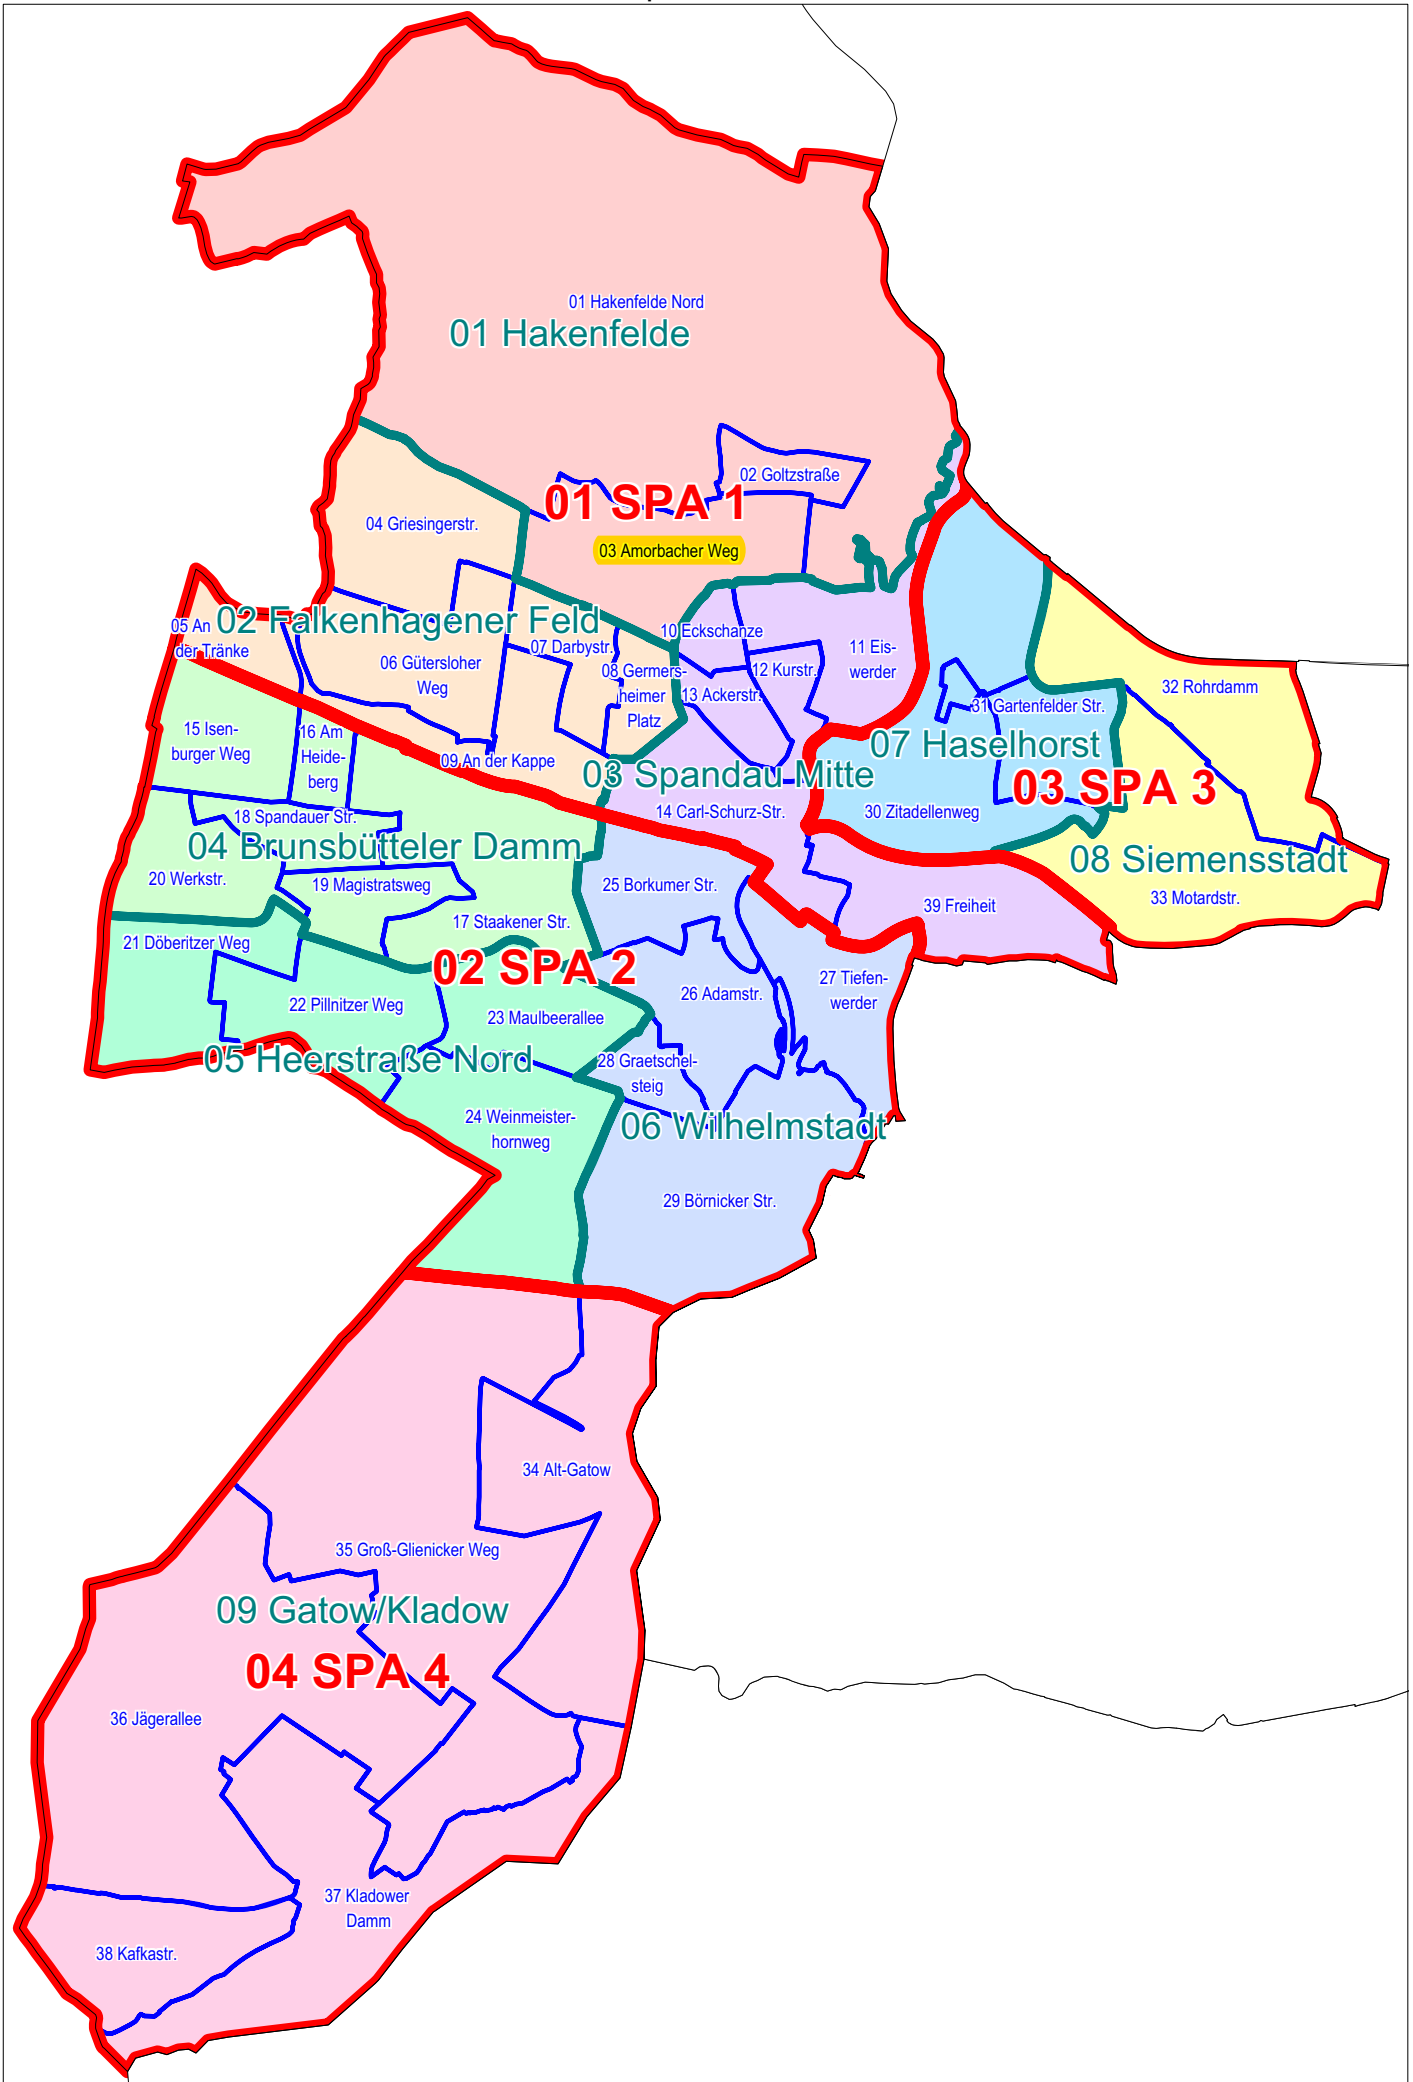 01 Hakenfelde Nord
01 Hakenfelde
02 Goltzstraße
01 SPA 1
04 Griesingerstr.
03 Amorbacher Weg
02 Falkenhagener Feld
05 An
der Tränke
10 Eckschanze
07 Darbystr.
11 Eis-
werder
06 Gütersloher
Weg
08 Germers-
heimer
Platz
12 Kurstr.
13 Ackerstr.
32 Rohrdamm
31 Gartenfelder Str.
15 Isen-
burger Weg
16 Am
Heide-
berg
07 Haselhorst
09 An der Kappe
03 Spandau Mitte
03 SPA 3
14 Carl-Schurz-Str.
30 Zitadellenweg
18 Spandauer Str.
04 Brunsbütteler Damm
08 Siemensstadt
20 Werkstr.
19 Magistratsweg
25 Borkumer Str.
33 Motardstr.
39 Freiheit
17 Staakener Str.
21 Döberitzer Weg
02 SPA 2
27 Tiefen-
werder
26 Adamstr.
22 Pillnitzer Weg
23 Maulbeerallee
05 Heerstraße Nord
28 Graetschel-
steig
24 Weinmeister-
hornweg
06 Wilhelmstadt
29 Börnicker Str.
34 Alt-Gatow
35 Groß-Glienicker Weg
09 Gatow/Kladow
04 SPA 4
36 Jägerallee
37 Kladower
Damm
38 Kafkastr.